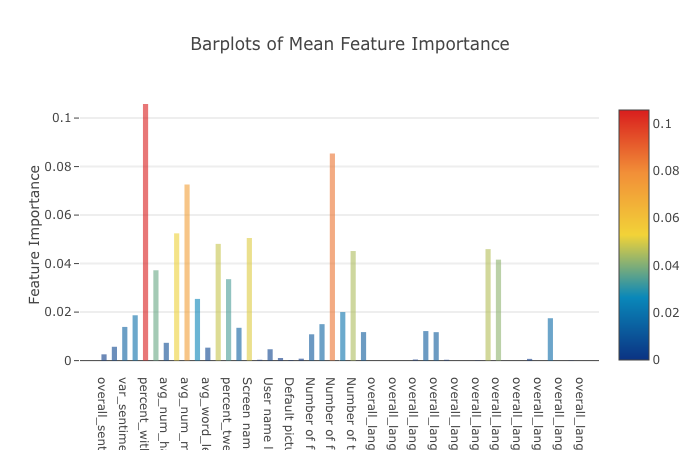 Barplots of Mean Feature Importance
Feature Importance
0.1
0.08
0.06
0.04
0.02
0
0.1
0.08
0.06
0.04
0.02
0
overall_sent
var_sentime
percent_with
avg_num_h
avg_num_m
avg_word_le
percent_twe
Screen nam
User name l
Default pictu
Number of f
Number of f
Number of t
overall_lang
overall_lang
overall_lang
overall_lang
overall_lang
overall_lang
overall_lang
overall_lang
overall_lang
overall_lang
overall_lang